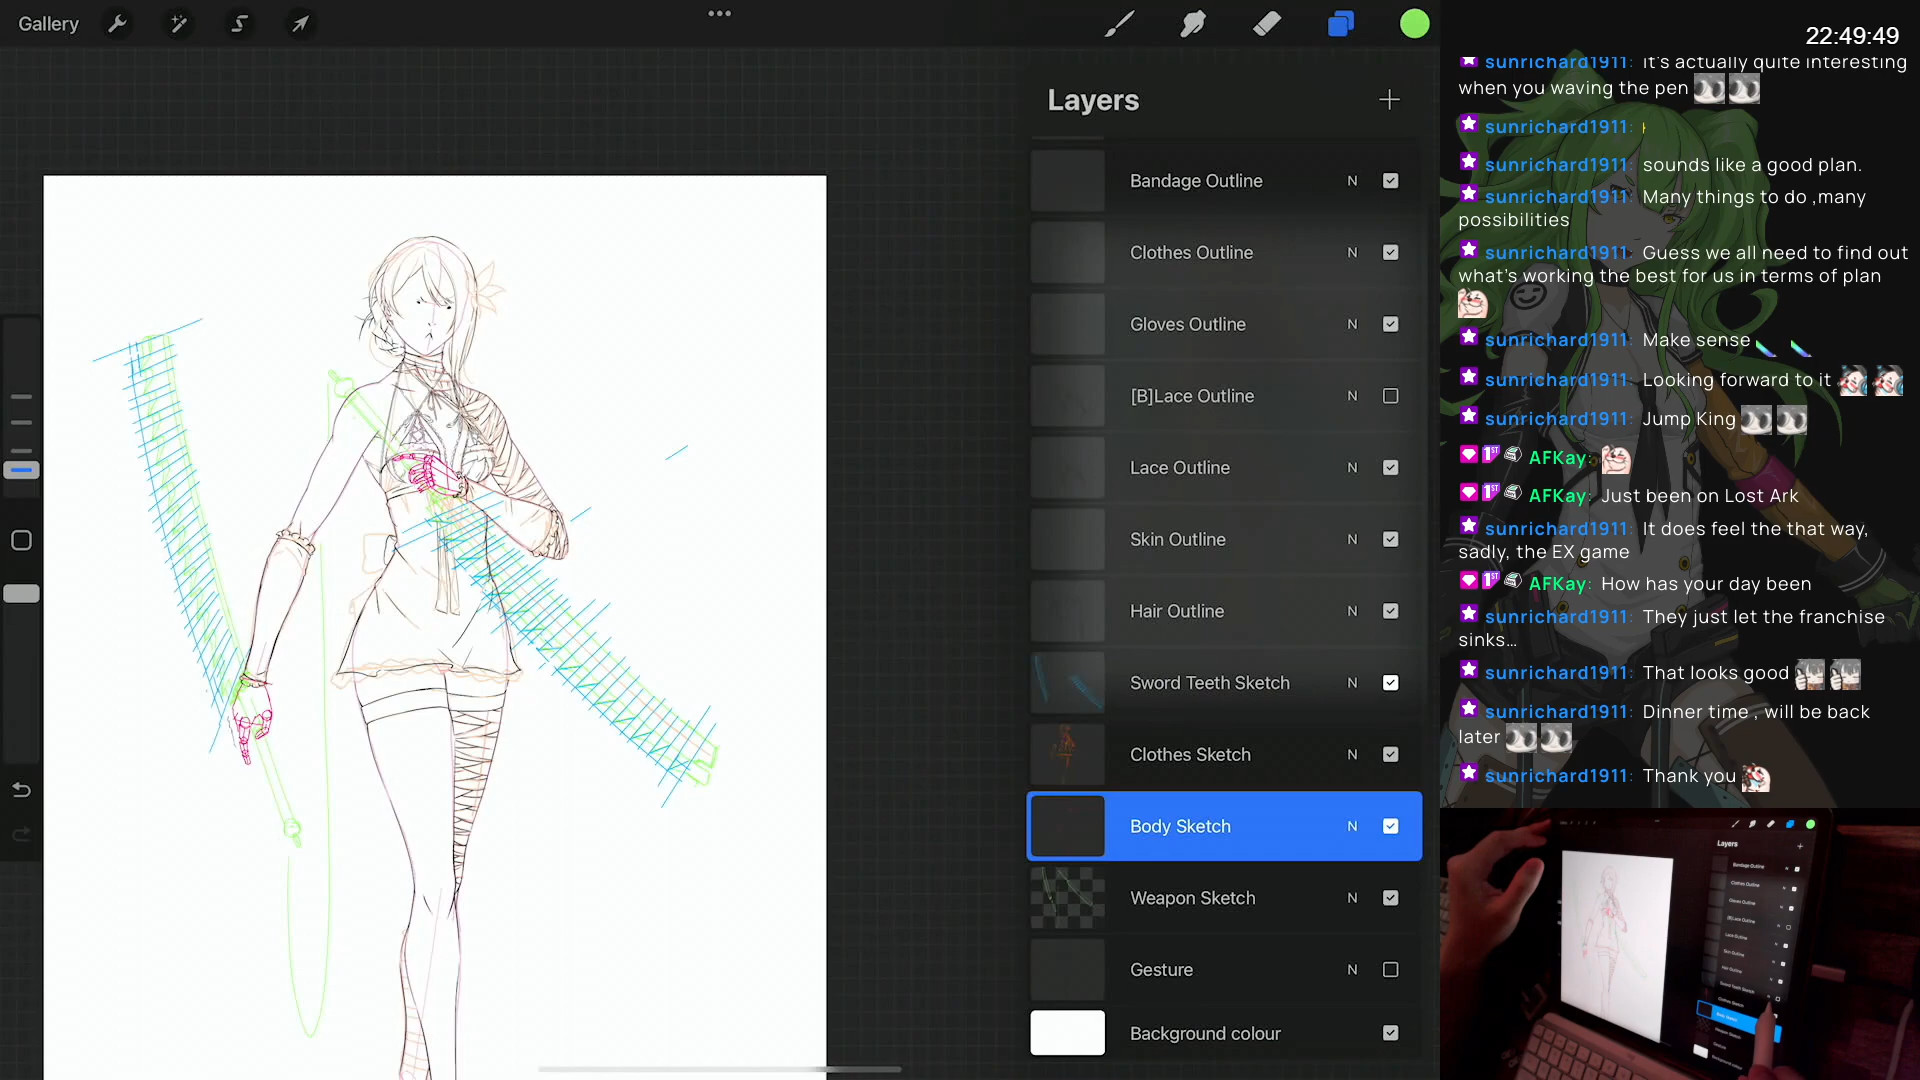 Gallery
22:49:49
Layers
Bandage Outline N
Clothes Outline N
Gloves Outline N
[B]Lace Outline N
Lace Outline N
Skin Outline N
Hair Outline N
Sword Teeth Sketch N
Clothes Sketch N
Body Sketch N
Weapon Sketch N
Gesture N
Background colour
sunrichard1911: it's actually quite interesting
when you waving the pen
sunrichard1911:
sunrichard1911: sounds like a good plan.
sunrichard1911: Many things to do ,many
possibilities
sunrichard1911: Guess we all need to find out
what's working the best for us in terms of plan
sunrichard1911: Make sense
sunrichard1911: Looking forward to it
sunrichard1911: Jump King
1ST AFKay:
1ST AFKay: Just been on Lost Ark
sunrichard1911: It does feel the that way,
sadly, the EX game
1ST AFKay: How has your day been
sunrichard1911: They just let the franchise
sinks...
sunrichard1911: That looks good
sunrichard1911: Dinner time , will be back
later
sunrichard1911: Thank you
Layers